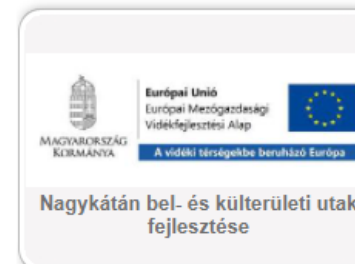 MAGYARORSZÁG
KORMÁNYA
Európai Unió
Európai Mezőgazdasági
Vidékfejlesztési Alap
A vidéki térségekbe beruházó Európa
Nagykátán bel- és külterületi utak
fejlesztése